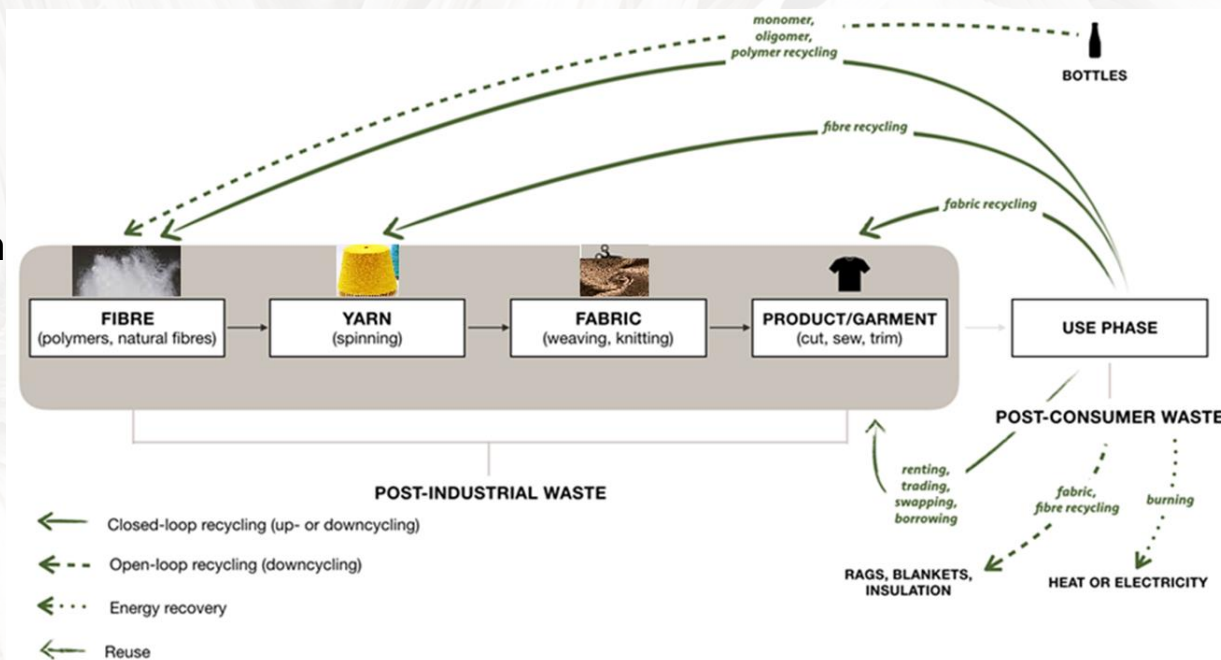 monomer,
oligomer,
polymer recycling
BOTTLES
fibre recycling
fabric recycling
FIBRE
(polymers, natural fibres)
YARN
(spinning)
FABRIC
(weaving, knitting)
PRODUCT/GARMENT
(cut, sew, trim)
USE PHASE
POST-CONSUMER WASTE
renting,
trading,
swapping,
borrowing
fabric,
fibre recycling
burning
RAGS, BLANKETS,
INSULATION
HEAT OR ELECTRICITY
POST-INDUSTRIAL WASTE
Closed-loop recycling (up- or downcycling)
Open-loop recycling (downcycling)
Energy recovery
Reuse